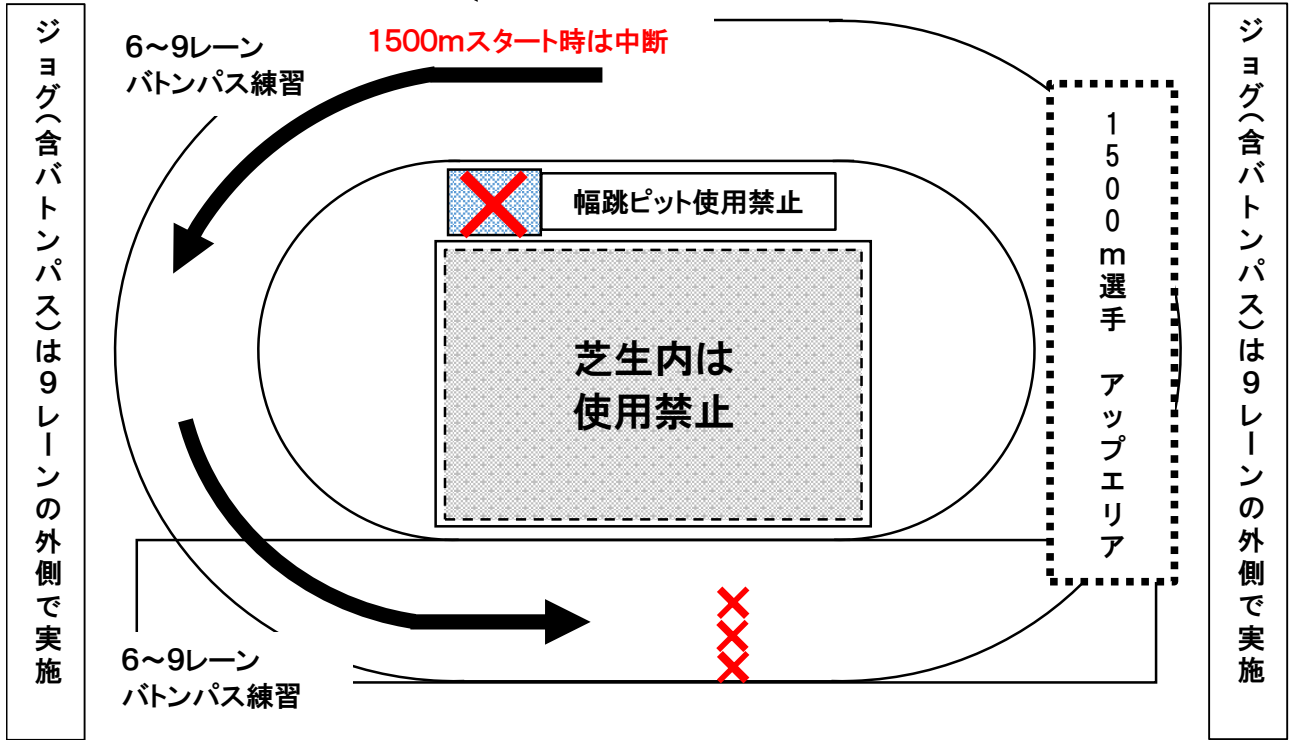 ジョグ(含バトンパス)は9レーンの外側で実施
6～9レーン
バトンパス練習
1500mスタート時は中断
幅跳ピット使用禁止
芝生内は
使用禁止
1500m選手 アップエリア
6～9レーン
バトンパス練習
ジョグ(含バトンパス)は9レーンの外側で実施